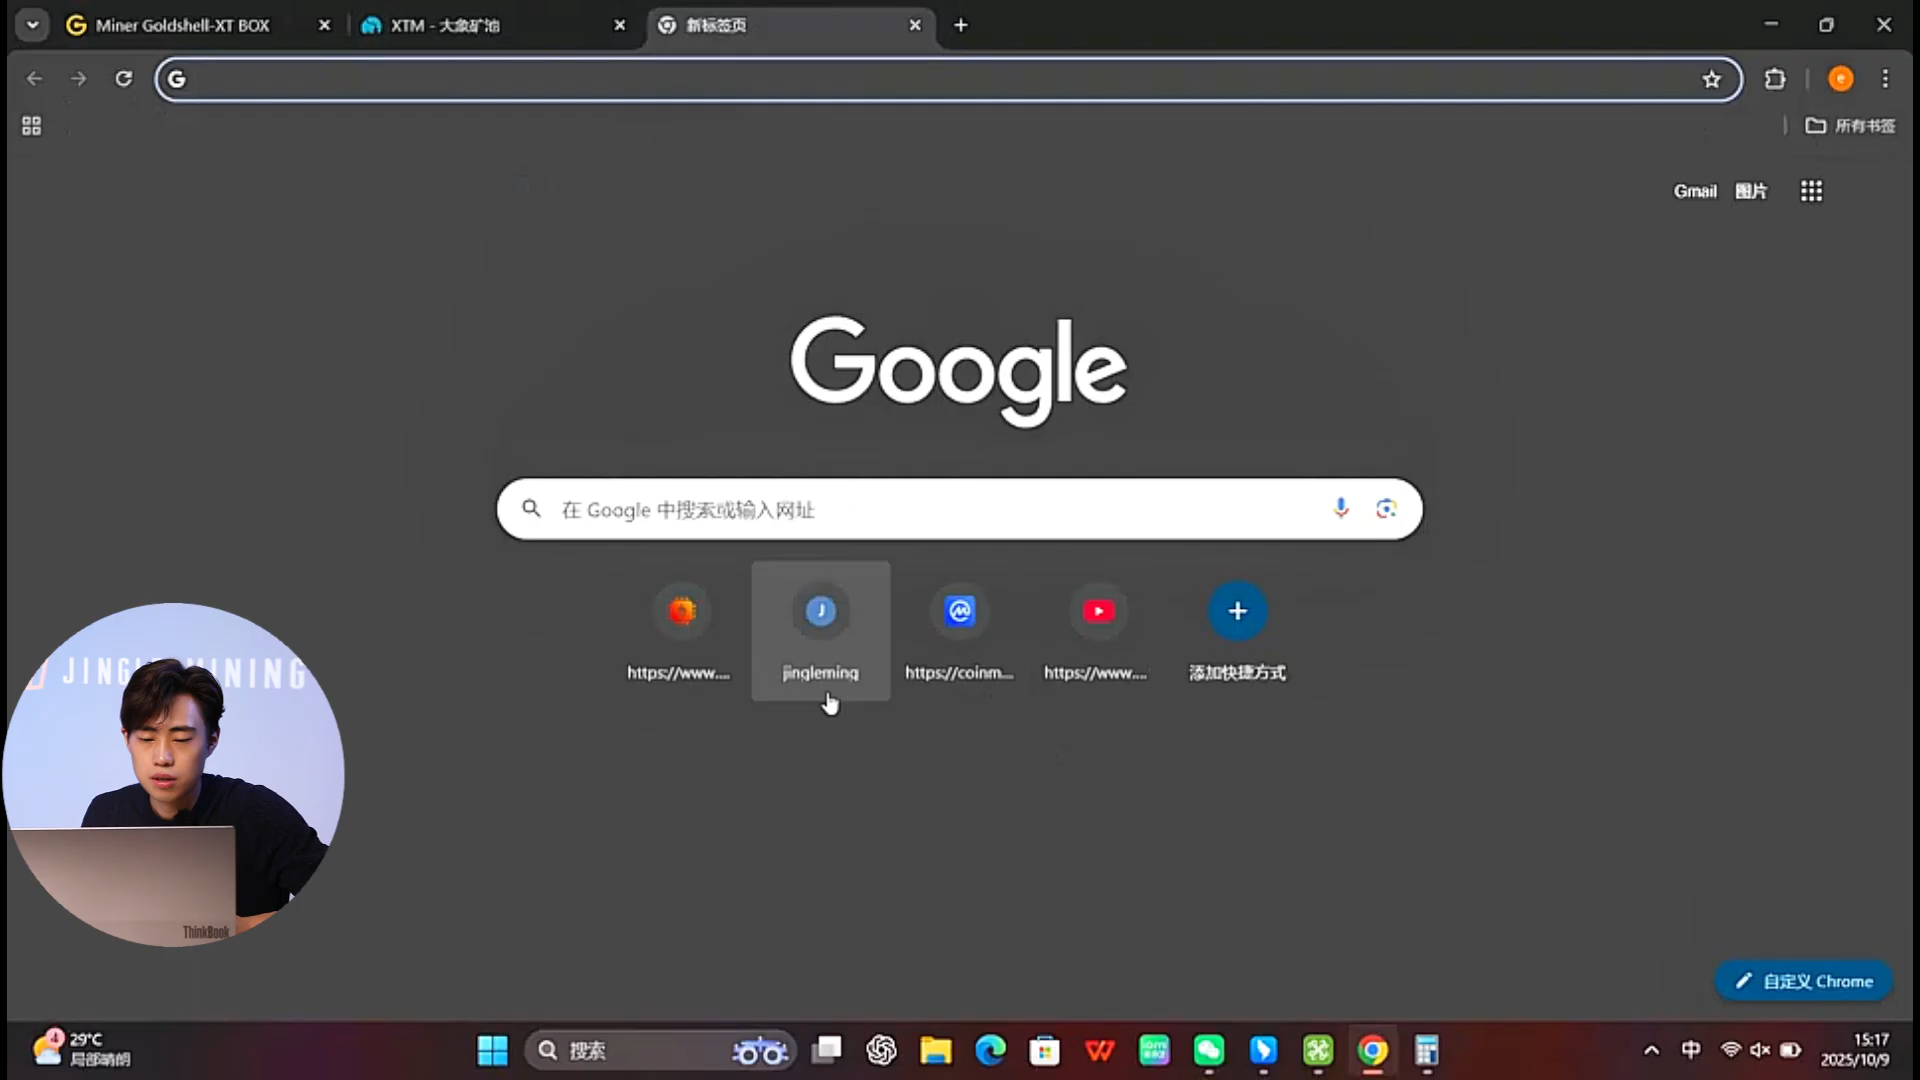 Miner Goldshell-XT BOX
XTM - 大象矿池
新标签页
所有书签
Gmail
图片
Google
在 Google 中搜索或输入网址
https://www....
jingleming
https://coinm...
https://www....
添加快捷方式
ThinkBook
自定义 Chrome
4
29°C
局部晴朗
搜索
中
15:17
2025/10/9